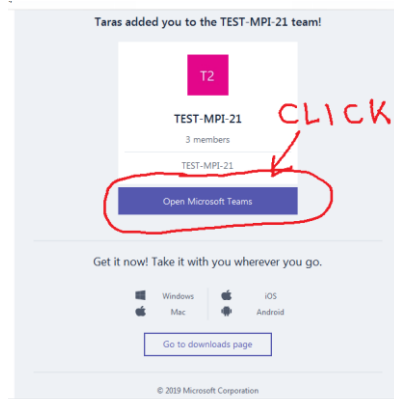 Taras added you to the TEST-MPI-21 team!
T2
TEST-MPI-21
CLICK
3 members
TEST-MPI-21
Open Microsoft Teams
Get it now! Take it with you wherever you go.
Windows iOS
Mac Android
Go to downloads page
© 2019 Microsoft Corporation